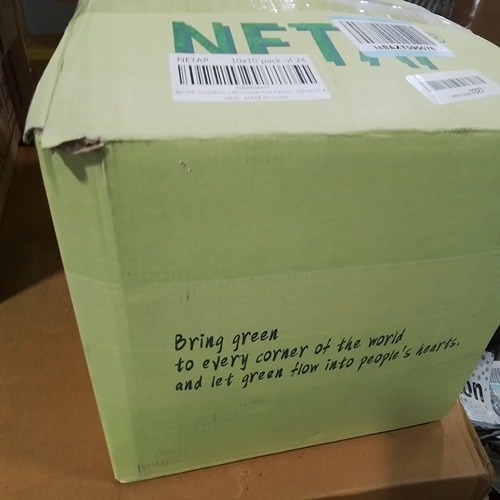 NETAP
NETAP 10x10 pack of 24
Bring green
to every corner of the world
and let green flow into people's hearts.
on